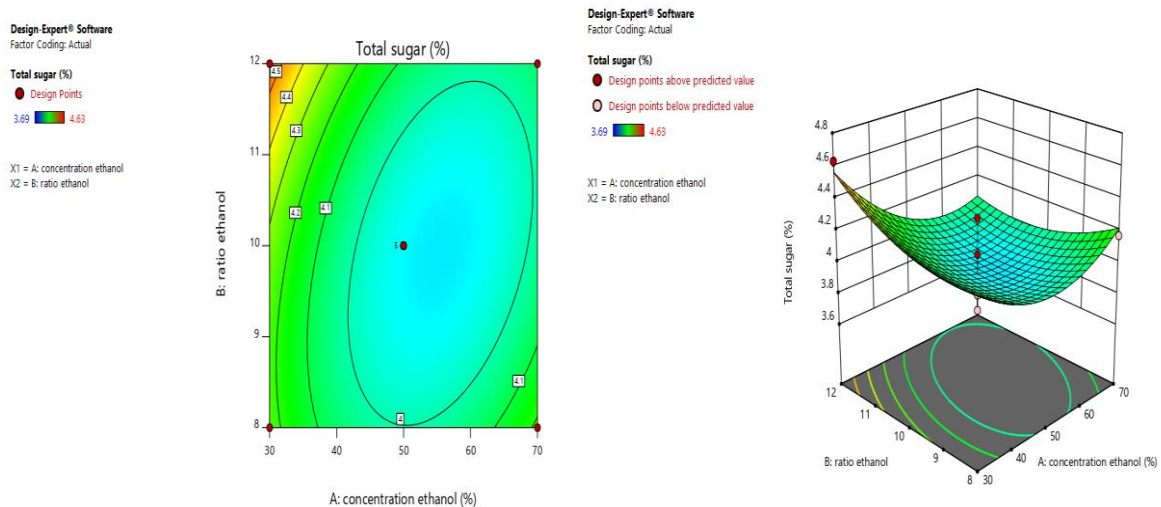 Design-Expert® Software
Factor Coding: Actual
Total sugar (%)
Design Points
3.69 4.63
X1 = A: concentration ethanol
X2 = B: ratio ethanol
Total sugar (%)
12
11
10
9
8
B: ratio ethanol
4.5
4.4
4.3
4.2
4.1
5
4.1
4
30 40 50 60 70
A: concentration ethanol (%)
Design-Expert® Software
Factor Coding: Actual
Total sugar (%)
Design points above predicted value
Design points below predicted value
3.69 4.63
X1 = A: concentration ethanol
X2 = B: ratio ethanol
4.8
4.6
4.4
4.2
4
3.8
3.6
Total sugar (%)
12
11
10
9
8
B: ratio ethanol
30
40
50
60
70
A: concentration ethanol (%)